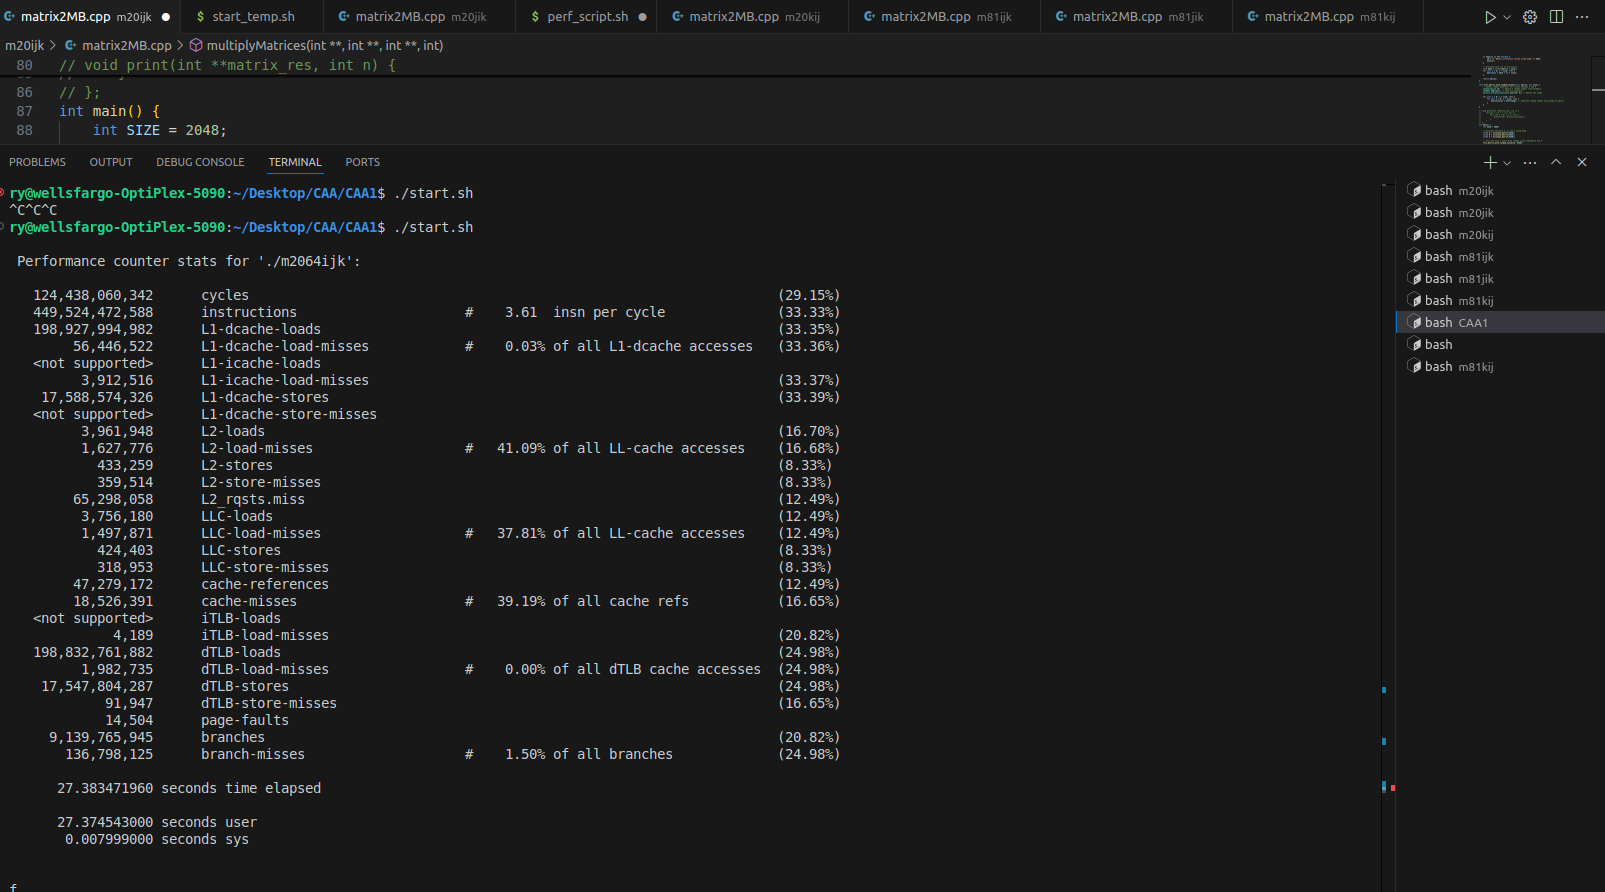 matrix2MB.cpp m20ijk ● $ start_temp.sh matrix2MB.cpp m20jik $ perf_script.sh ● matrix2MB.cpp m20kij matrix2MB.cpp m81ijk matrix2MB.cpp m81jik matrix2MB.cpp m81kij
m20ijk > matrix2MB.cpp > multiplyMatrices(int **, int **, int **, int)
80 // void print(int **matrix_res, int n) {
86 // };
87 int main() {
88 int SIZE = 2048;
PROBLEMS OUTPUT DEBUG CONSOLE TERMINAL PORTS
ry@wellsfargo-OptiPlex-5090:~/Desktop/CAA/CAA1$ ./start.sh
^C^C^C
ry@wellsfargo-OptiPlex-5090:~/Desktop/CAA/CAA1$ ./start.sh
Performance counter stats for './m2064ijk':
124,438,060,342 cycles (29.15%)
449,524,472,588 instructions # 3.61 insn per cycle (33.33%)
198,927,994,982 L1-dcache-loads (33.35%)
56,446,522 L1-dcache-load-misses # 0.03% of all L1-dcache accesses (33.36%)
<not supported> L1-icache-loads
3,912,516 L1-icache-load-misses (33.37%)
17,588,574,326 L1-dcache-stores (33.39%)
<not supported> L1-dcache-store-misses
3,961,948 L2-loads (16.70%)
1,627,776 L2-load-misses # 41.09% of all LL-cache accesses (16.68%)
433,259 L2-stores (8.33%)
359,514 L2-store-misses (8.33%)
65,298,058 L2_rqsts.miss (12.49%)
3,756,180 LLC-loads (12.49%)
1,497,871 LLC-load-misses # 37.81% of all LL-cache accesses (12.49%)
424,403 LLC-stores (8.33%)
318,953 LLC-store-misses (8.33%)
47,279,172 cache-references (12.49%)
18,526,391 cache-misses # 39.19% of all cache refs (16.65%)
<not supported> iTLB-loads
4,189 iTLB-load-misses (20.82%)
198,832,761,882 dTLB-loads (24.98%)
1,982,735 dTLB-load-misses # 0.00% of all dTLB cache accesses (24.98%)
17,547,804,287 dTLB-stores (24.98%)
91,947 dTLB-store-misses (16.65%)
14,504 page-faults
9,139,765,945 branches (20.82%)
136,798,125 branch-misses # 1.50% of all branches (24.98%)
27.383471960 seconds time elapsed
27.374543000 seconds user
0.007999000 seconds sys
f
bash m20ijk
bash m20jik
bash m20kij
bash m81ijk
bash m81jik
bash m81kij
bash CAA1
bash
bash m81kij